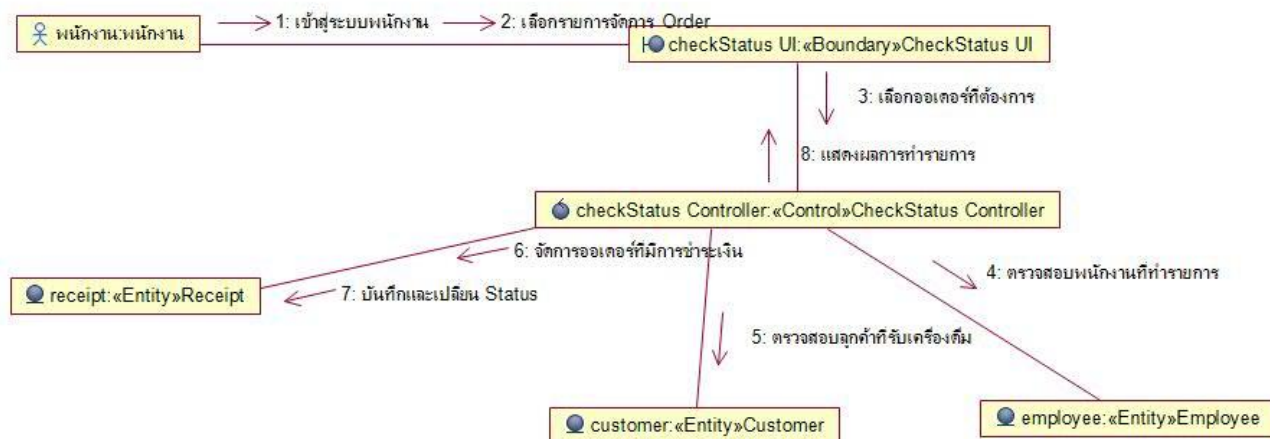 1: เข้าสู่ระบบพนักงาน
2: เลือกรายการจัดการ Order
พนักงาน:พนักงาน
checkStatus UI:«Boundary»CheckStatus UI
3: เลือกออเดอร์ที่ต้องการ
8: แสดงผลการทำรายการ
checkStatus Controller:«Control»CheckStatus Controller
6: จัดการออเดอร์ที่มีการชำระเงิน
4: ตรวจสอบพนักงานที่ทำรายการ
receipt:«Entity»Receipt
7: บันทึกและเปลี่ยน Status
5: ตรวจสอบลูกค้าที่รับเครื่องดื่ม
customer:«Entity»Customer
employee:«Entity»Employee